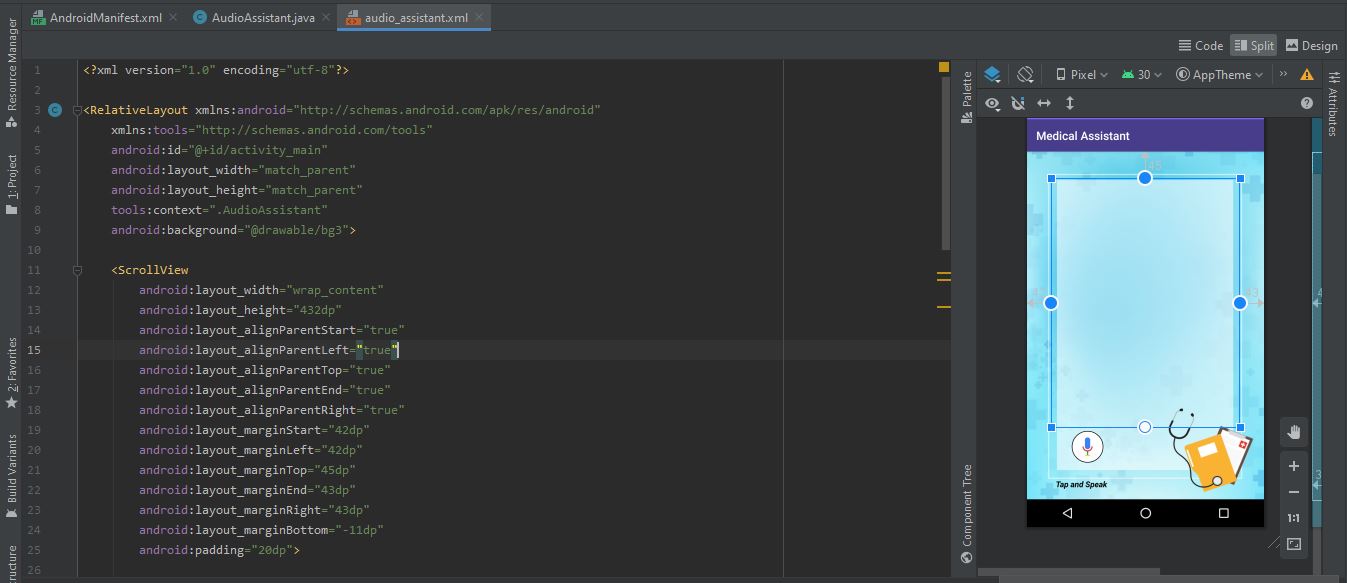 AndroidManifest.xml
AudioAssistant.java
audio_assistant.xml
Code
Split
Design
Resource Manager
1: Project
2: Favorites
Build Variants
ructure
1 <?xml version="1.0" encoding="utf-8"?>
2
3 <RelativeLayout xmlns:android="http://schemas.android.com/apk/res/android"
4 xmlns:tools="http://schemas.android.com/tools"
5 android:id="@+id/activity_main"
6 android:layout_width="match_parent"
7 android:layout_height="match_parent"
8 tools:context=".AudioAssistant"
9 android:background="@drawable/bg3">
10
11 <ScrollView
12 android:layout_width="wrap_content"
13 android:layout_height="432dp"
14 android:layout_alignParentStart="true"
15 android:layout_alignParentLeft="true"
16 android:layout_alignParentTop="true"
17 android:layout_alignParentEnd="true"
18 android:layout_alignParentRight="true"
19 android:layout_marginStart="42dp"
20 android:layout_marginLeft="42dp"
21 android:layout_marginTop="45dp"
22 android:layout_marginEnd="43dp"
23 android:layout_marginRight="43dp"
24 android:layout_marginBottom="-11dp"
25 android:padding="20dp">
26
Palette
Component Tree
Pixel
30
AppTheme
Attributes
Medical Assistant
45
43
Tap and Speak
1:1